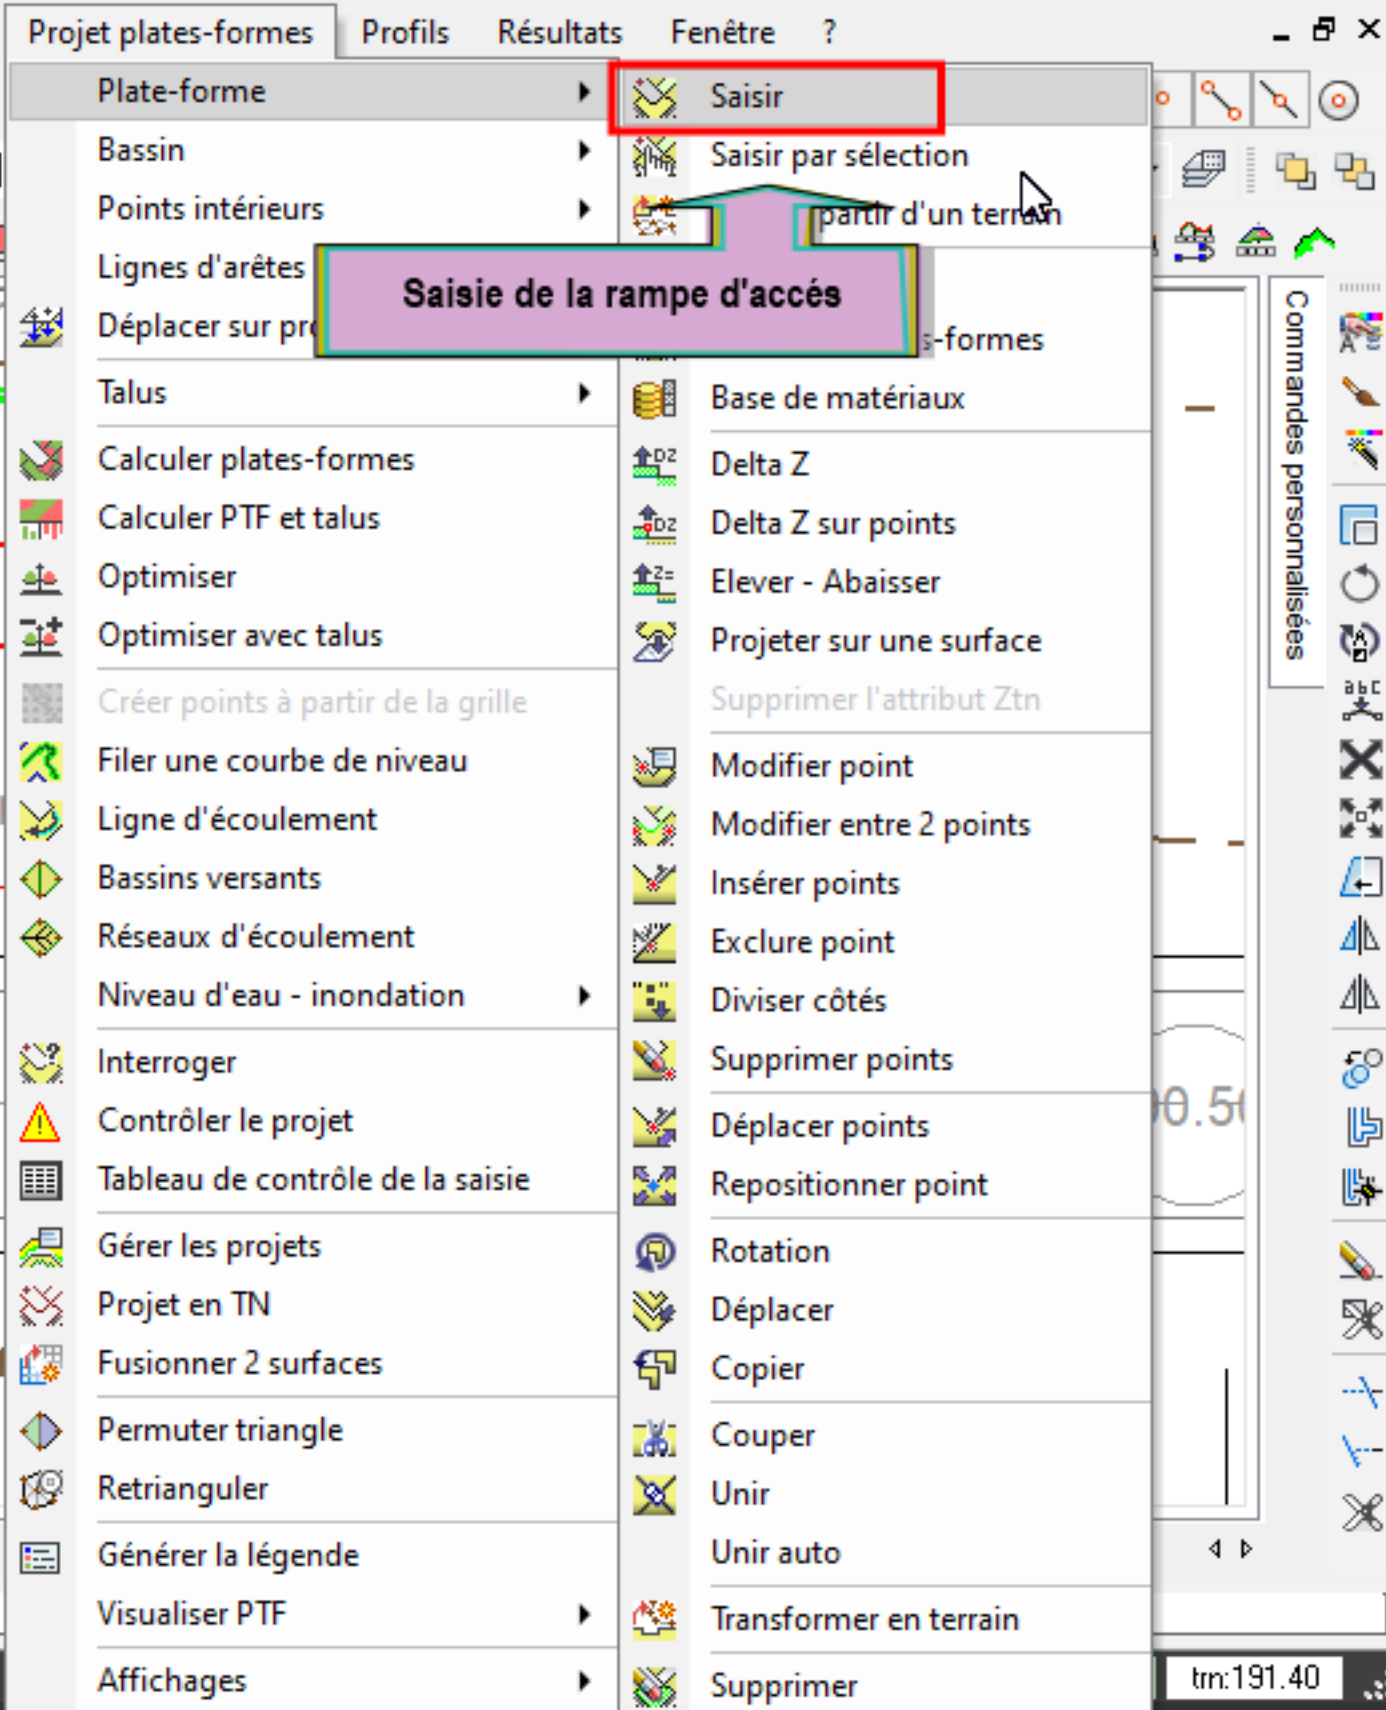 Projet plates-formes Profils Résultats Fenêtre ?
Plate-forme
Bassin
Points intérieurs
Lignes d'arêtes
Déplacer sur
Talus
Calculer plates-formes
Calculer PTF et talus
Optimiser
Optimiser avec talus
Créer points à partir de la grille
Filer une courbe de niveau
Ligne d'écoulement
Bassins versants
Réseaux d'écoulement
Niveau d'eau - inondation
Interroger
Contrôler le projet
Tableau de contrôle de la saisie
Gérer les projets
Projet en TN
Fusionner 2 surfaces
Permuter triangle
Retrianguler
Générer la légende
Visualiser PTF
Affichages
Saisir
Saisir par sélection
partir d'un terrain
Saisie de la rampe d'accés
s-formes
Base de matériaux
Delta Z
Delta Z sur points
Elever - Abaisser
Projeter sur une surface
Supprimer l'attribut Ztn
Modifier point
Modifier entre 2 points
Insérer points
Exclure point
Diviser côtés
Supprimer points
Déplacer points
Repositionner point
Rotation
Déplacer
Copier
Couper
Unir
Unir auto
Transformer en terrain
Supprimer
Commandes personnalisées
trn:191.40